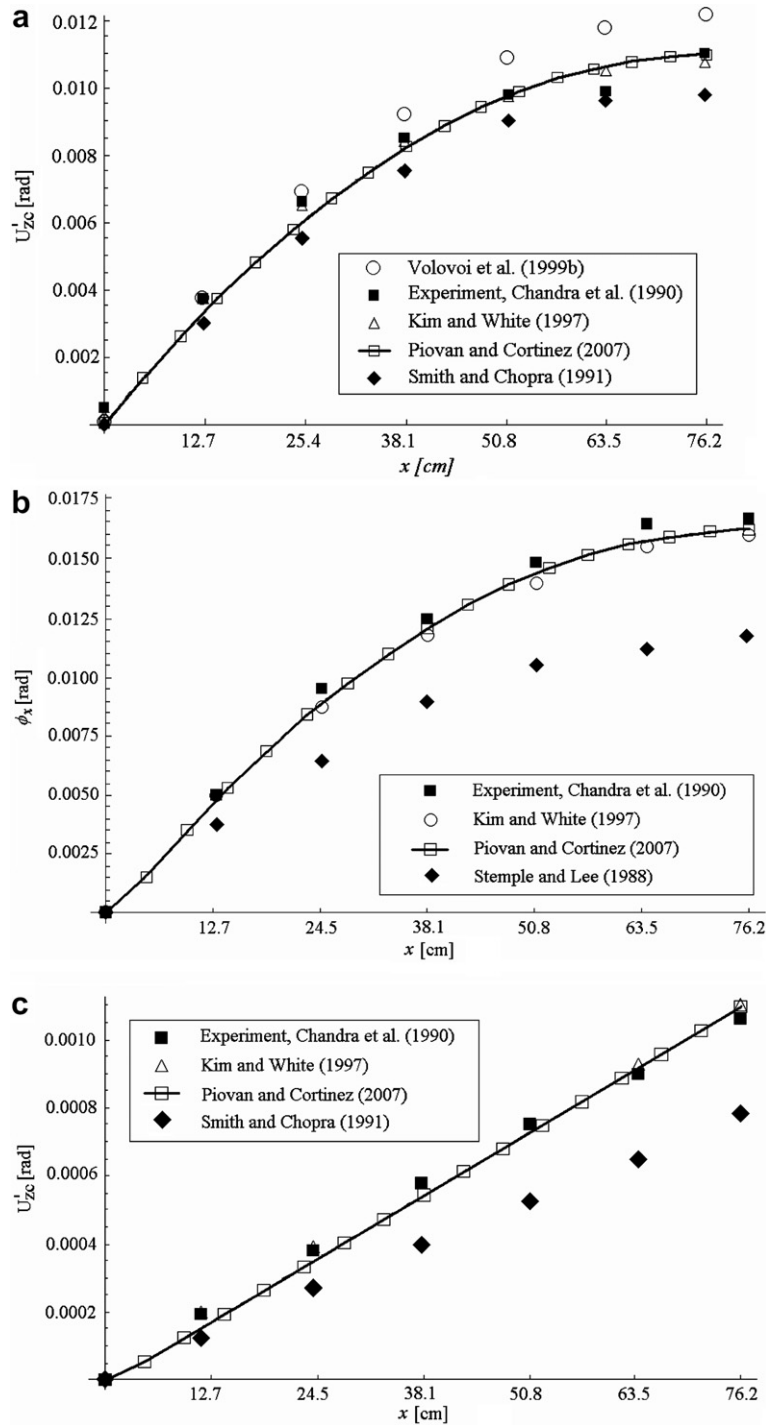 a
0.012
0.010
0.008
0.006
0.004
0.002
U'zc [rad]
Volovoi et al. (1999b)
Experiment, Chandra et al. (1990)
Kim and White (1997)
Piovan and Cortinez (2007)
Smith and Chopra (1991)
12.7 25.4 38.1 50.8 63.5 76.2
x [cm]
b
0.0175
0.0150
0.0125
0.0100
0.0075
0.0050
0.0025
ϕx [rad]
Experiment, Chandra et al. (1990)
Kim and White (1997)
Piovan and Cortinez (2007)
Stemple and Lee (1988)
12.7 24.5 38.1 50.8 63.5 76.2
x [cm]
c
0.0010
0.0008
0.0006
0.0004
0.0002
U'zc [rad]
Experiment, Chandra et al. (1990)
Kim and White (1997)
Piovan and Cortinez (2007)
Smith and Chopra (1991)
12.7 24.5 38.1 50.8 63.5 76.2
x [cm]